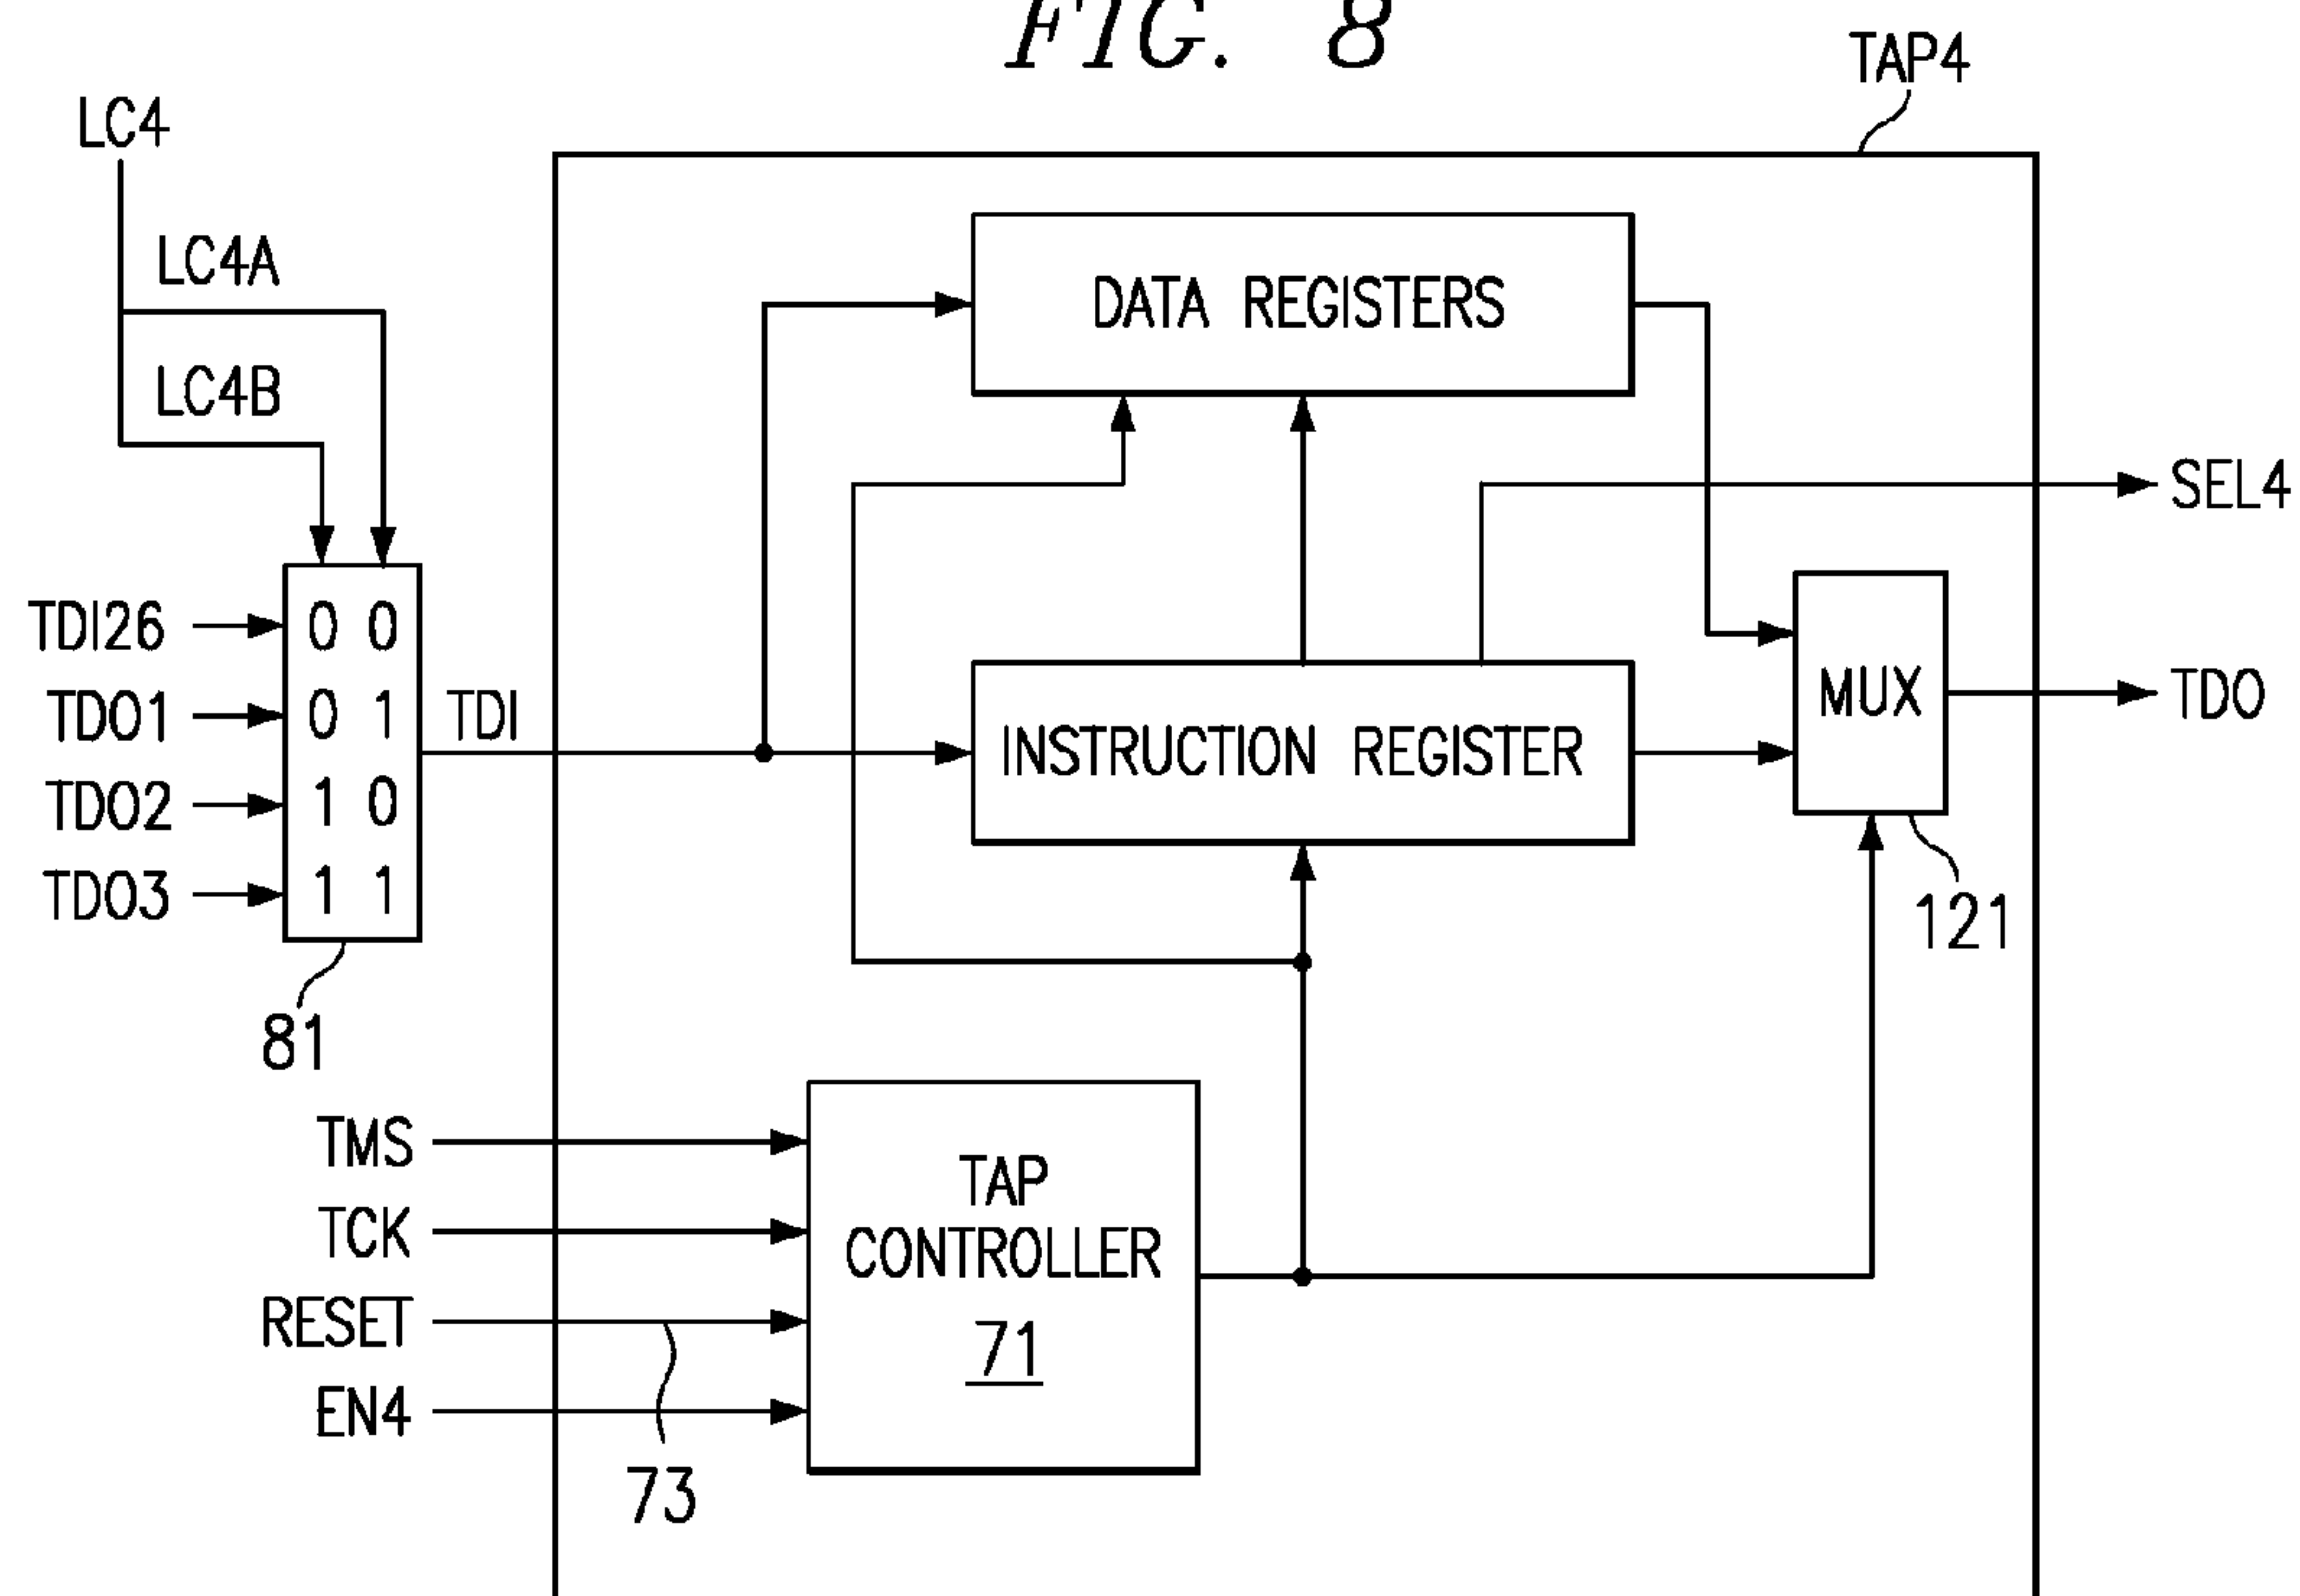 FIG. 8
TAP4
LC4
LC4A
LC4B
DATA REGISTERS
SEL4
TDI26
TDO1
TDO2
TDO3
0 0
0 1
1 0
1 1
TDI
INSTRUCTION REGISTER
MUX
TDO
121
81
TMS
TCK
RESET
EN4
TAP
CONTROLLER
71
73